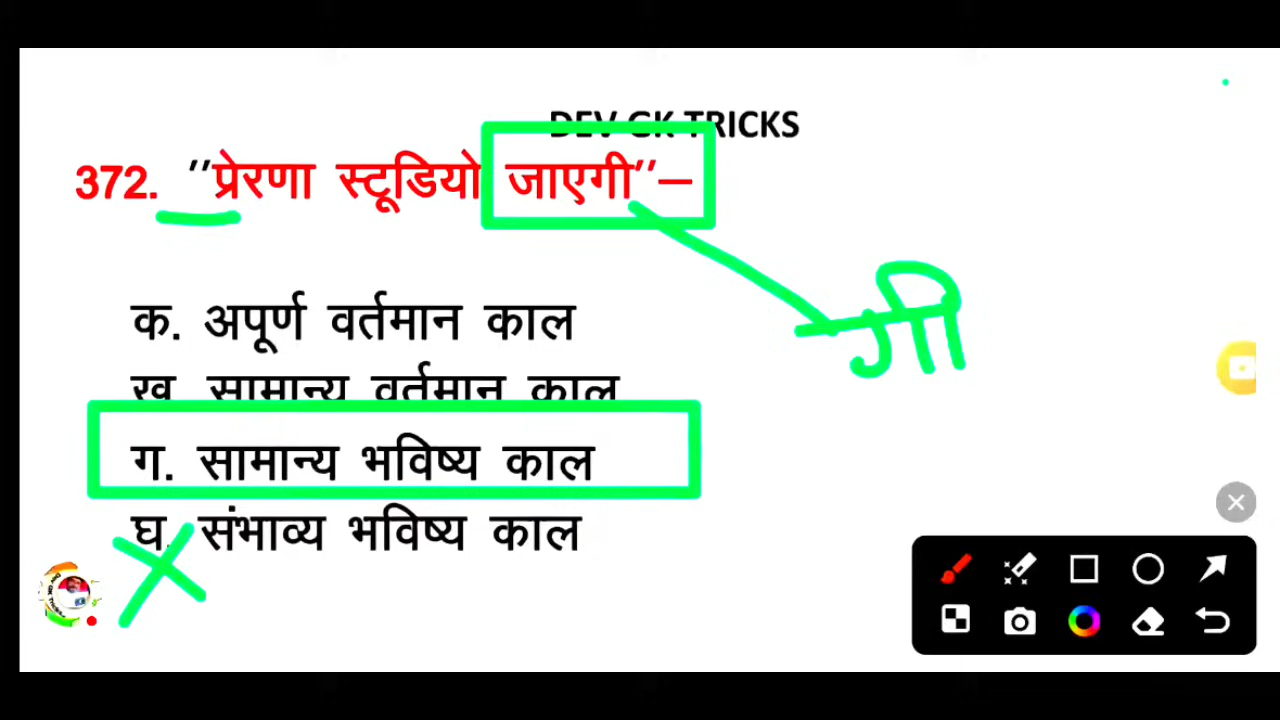 DEV GK TRICKS
372. ''प्रेरणा स्टूडियो जाएगी''–
गी
क. अपूर्ण वर्तमान काल
ख. सामान्य वर्तमान काल
ग. सामान्य भविष्य काल
घ. संभाव्य भविष्य काल